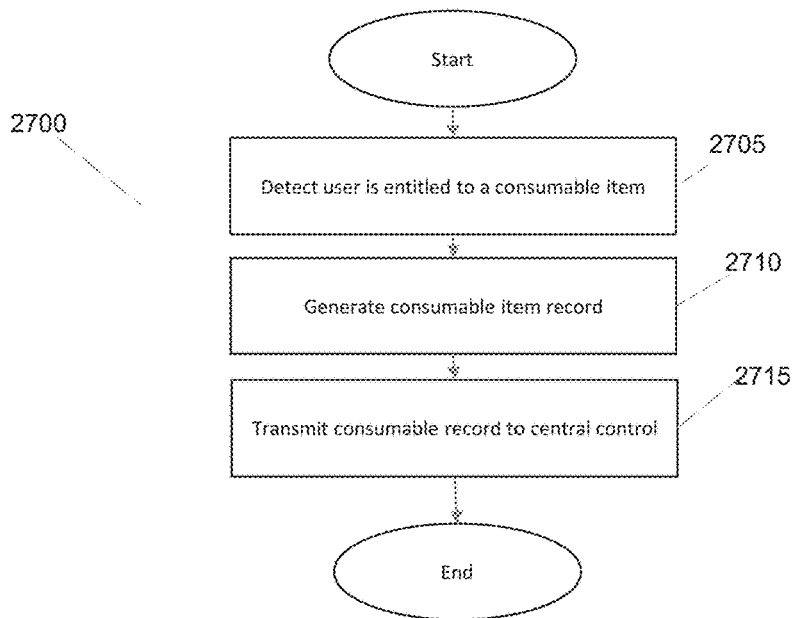 Start
2700
2705
Detect user is entitled to a consumable item
2710
Generate consumable item record
2715
Transmit consumable record to central control
End